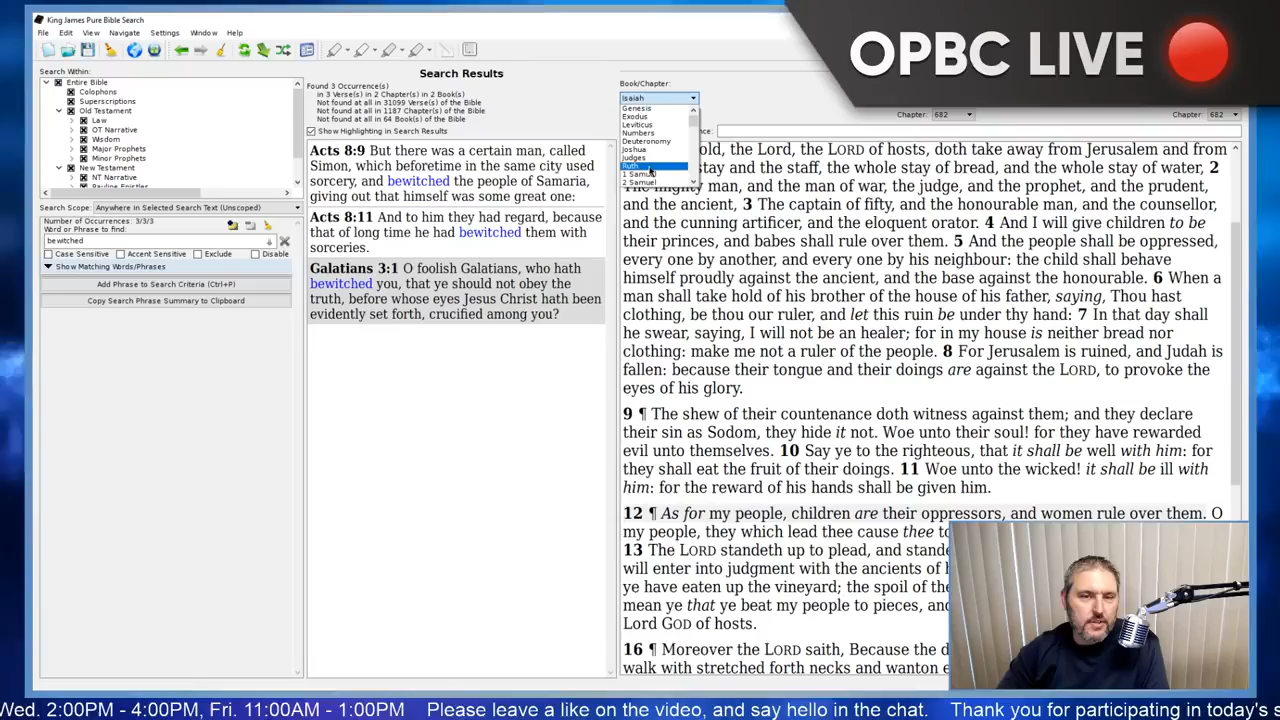 King James Pure Bible Search
OPBC LIVE
File Edit View Navigate Settings Window Help
Search Within:
Entire Bible
Colophons
Superscriptions
Old Testament
Law
OT Narrative
Wisdom
Major Prophets
Minor Prophets
New Testament
NT Narrative
Pauline Epistles
Search Scope: Anywhere in Selected Search Text (Unscoped)
Number of Occurrences: 3/3/3
Word or Phrase to find:
bewitched
Case Sensitive Accent Sensitive Exclude Disable
Show Matching Words/Phrases
Add Phrase to Search Criteria (Ctrl+P)
Copy Search Phrase Summary to Clipboard
Search Results
Found 3 Occurrence(s)
in 3 Verse(s) in 2 Chapter(s) in 2 Book(s)
Not found at all in 31099 Verse(s) of the Bible
Not found at all in 1187 Chapter(s) of the Bible
Not found at all in 64 Book(s) of the Bible
Show Highlighting in Search Results
Acts 8:9 But there was a certain man, called
Simon, which beforetime in the same city used
sorcery, and bewitched the people of Samaria,
giving out that himself was some great one:
Acts 8:11 And to him they had regard, because
that of long time he had bewitched them with
sorceries.
Galatians 3:1 O foolish Galatians, who hath
bewitched you, that ye should not obey the
truth, before whose eyes Jesus Christ hath been
evidently set forth, crucified among you?
Book/Chapter:
Isaiah
Genesis
Exodus
Leviticus
Numbers
Deuteronomy
Joshua
Judges
Ruth
1 Samuel
2 Samuel
Chapter: 682
Chapter: 682
old, the Lord, the LORD of hosts, doth take away from Jerusalem and from
stay and the staff, the whole stay of bread, and the whole stay of water, 2
The mighty man, and the man of war, the judge, and the prophet, and the prudent,
and the ancient, 3 The captain of fifty, and the honourable man, and the counsellor,
and the cunning artificer, and the eloquent orator. 4 And I will give children to be
their princes, and babes shall rule over them. 5 And the people shall be oppressed,
every one by another, and every one by his neighbour: the child shall behave
himself proudly against the ancient, and the base against the honourable. 6 When a
man shall take hold of his brother of the house of his father, saying, Thou hast
clothing, be thou our ruler, and let this ruin be under thy hand: 7 In that day shall
he swear, saying, I will not be an healer; for in my house is neither bread nor
clothing: make me not a ruler of the people. 8 For Jerusalem is ruined, and Judah is
fallen: because their tongue and their doings are against the LORD, to provoke the
eyes of his glory.
9 ¶ The shew of their countenance doth witness against them; and they declare
their sin as Sodom, they hide it not. Woe unto their soul! for they have rewarded
evil unto themselves. 10 Say ye to the righteous, that it shall be well with him: for
they shall eat the fruit of their doings. 11 Woe unto the wicked! it shall be ill with
him: for the reward of his hands shall be given him.
12 ¶ As for my people, children are their oppressors, and women rule over them. O
my people, they which lead thee cause thee to
13 The LORD standeth up to plead, and stande
will enter into judgment with the ancients of
ye have eaten up the vineyard; the spoil of the
mean ye that ye beat my people to pieces, and
Lord GOD of hosts.
16 ¶ Moreover the LORD saith, Because the d
walk with stretched forth necks and wanton e
Wed. 2:00PM - 4:00PM, Fri. 11:00AM - 1:00PM Please leave a like on the video, and say hello in the chat. Thank you for participating in today's s